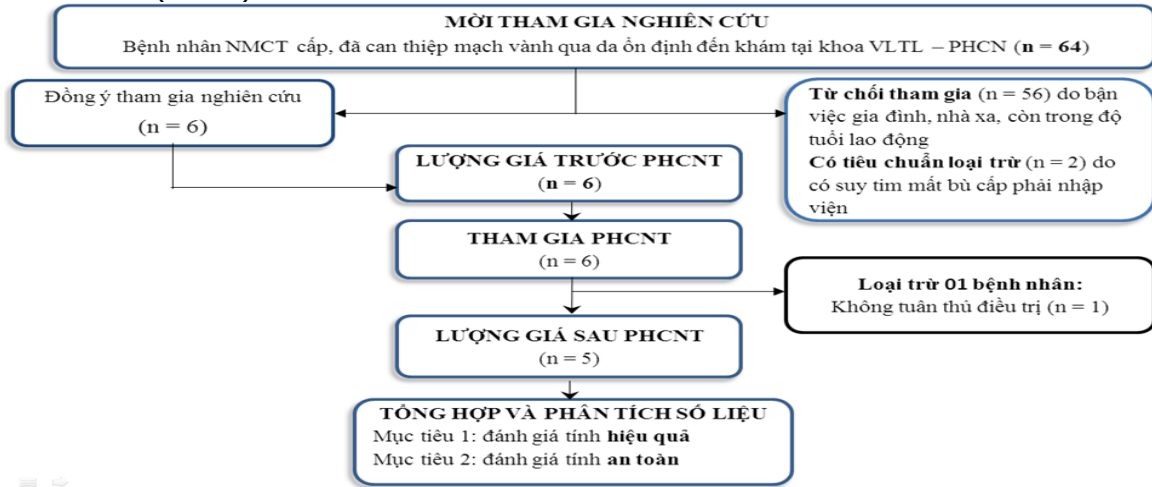 MỜI THAM GIA NGHIÊN CỨU
Bệnh nhân NMCT cấp, đã can thiệp mạch vành qua da ổn định đến khám tại khoa VLTL – PHCN (n = 64)
Đồng ý tham gia nghiên cứu
(n = 6)
Từ chối tham gia (n = 56) do bận
việc gia đình, nhà xa, còn trong độ
tuổi lao động
Có tiêu chuẩn loại trừ (n = 2) do
có suy tim mất bù cấp phải nhập
viện
LƯỢNG GIÁ TRƯỚC PHCNT
(n = 6)
THAM GIA PHCNT
(n = 6)
Loại trừ 01 bệnh nhân:
Không tuân thủ điều trị (n = 1)
LƯỢNG GIÁ SAU PHCNT
(n = 5)
TỔNG HỢP VÀ PHÂN TÍCH SỐ LIỆU
Mục tiêu 1: đánh giá tính hiệu quả
Mục tiêu 2: đánh giá tính an toàn